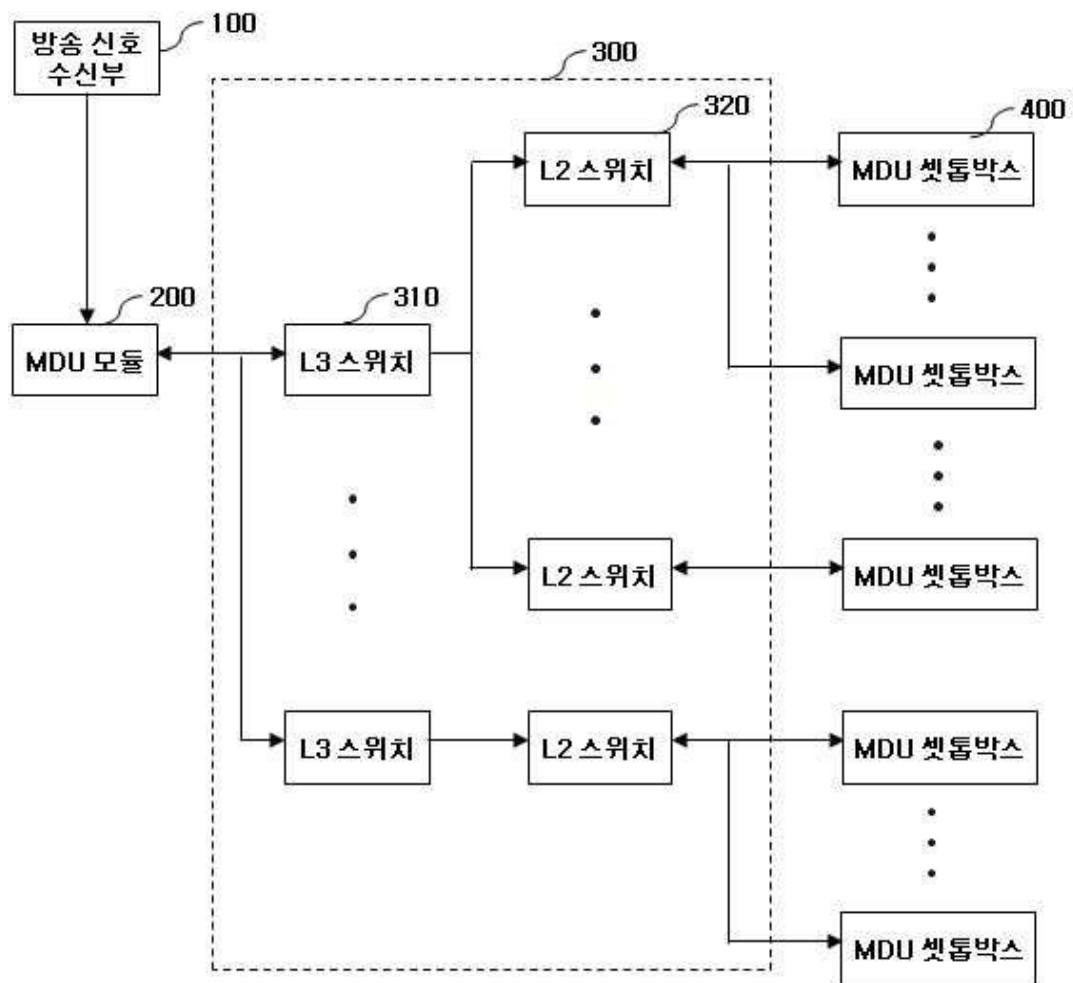 100
방송 신호
수신부
300
320
400
L2 스위치
MDU 셋톱박스
200
310
MDU 모듈
L3 스위치
MDU 셋톱박스
L2 스위치
MDU 셋톱박스
L3 스위치
L2 스위치
MDU 셋톱박스
MDU 셋톱박스